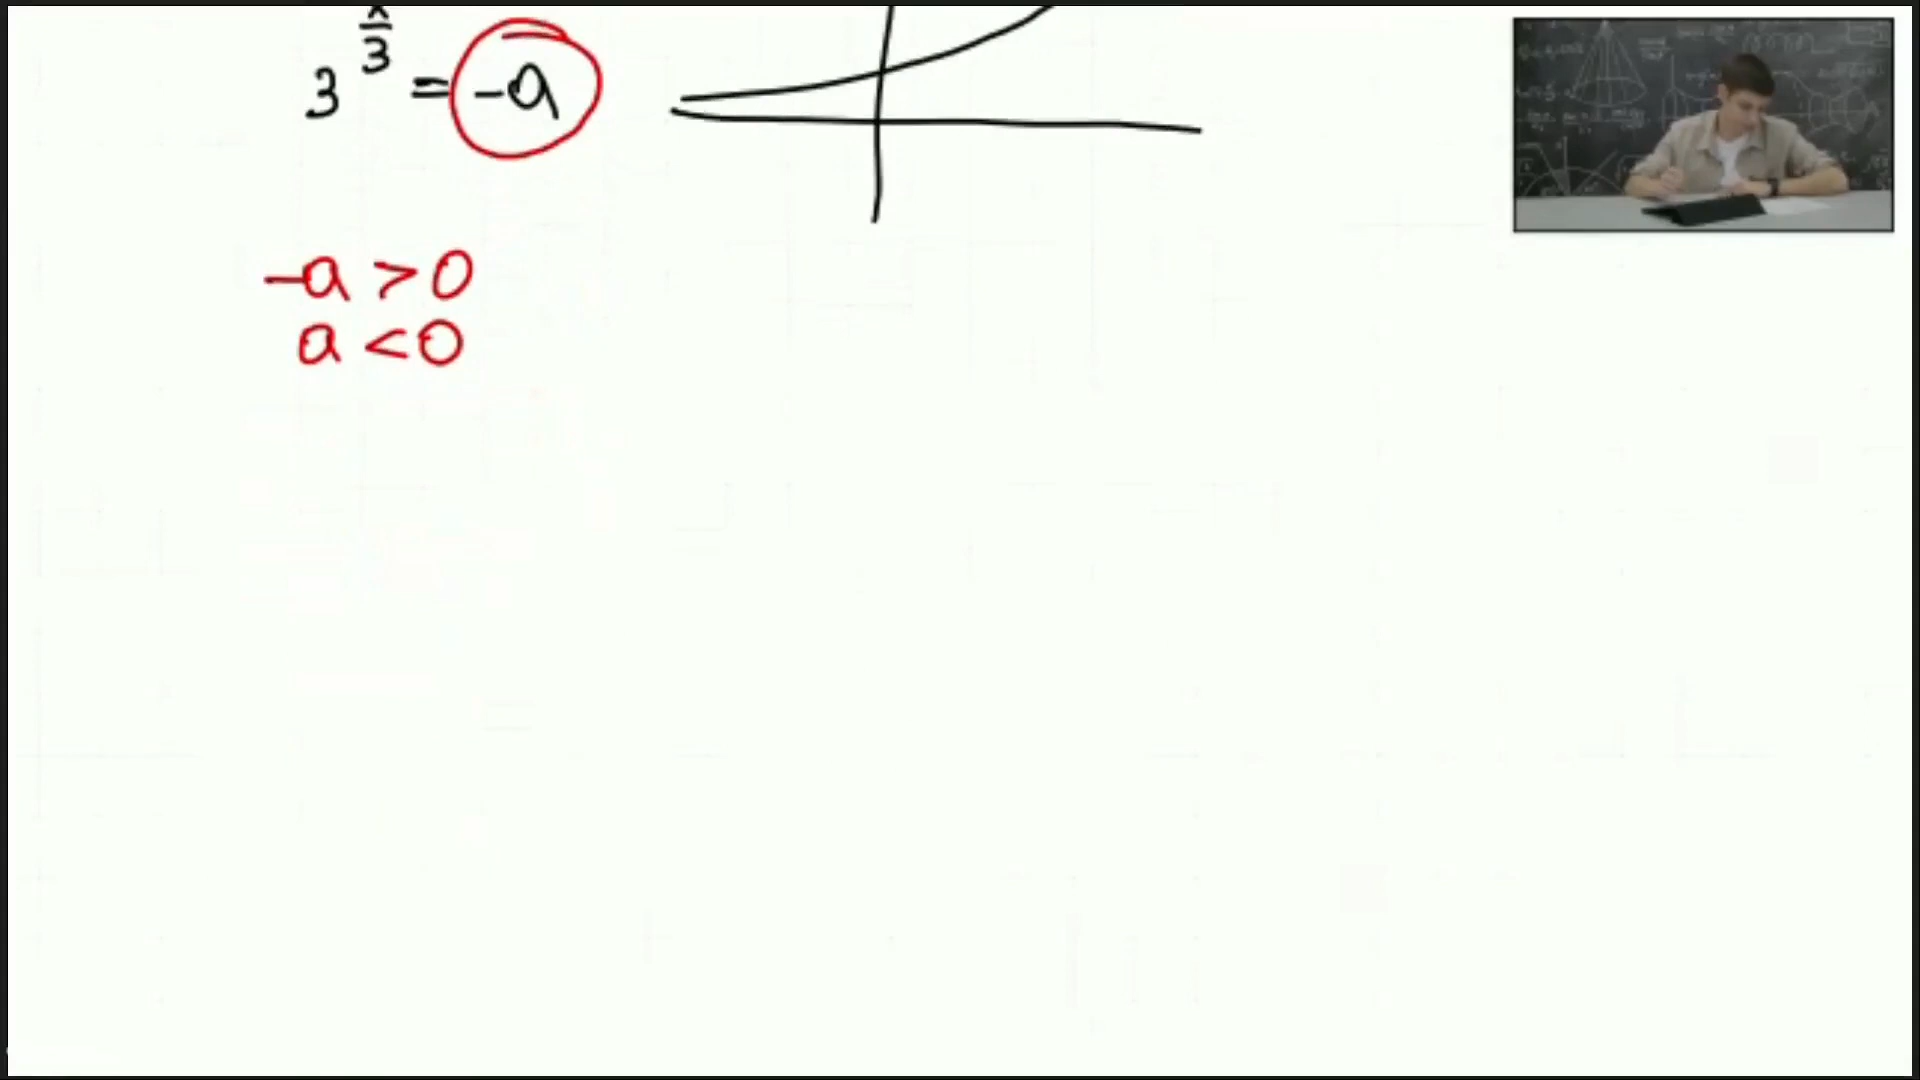 3^{x/3} = -a
-a > 0
a < 0